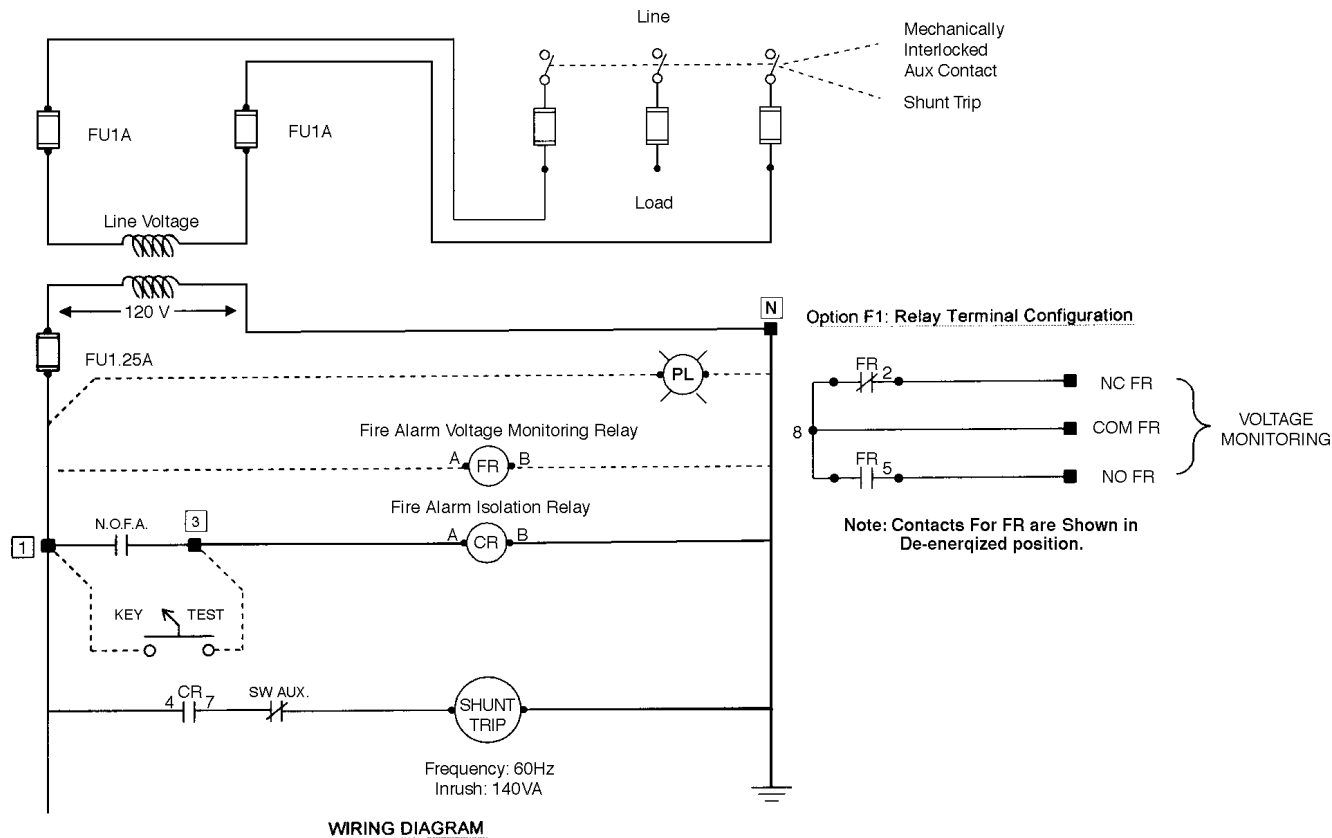 Line
Mechanically
Interlocked
Aux Contact
Shunt Trip
FU1A
FU1A
Load
Line Voltage
120 V
FU1.25A
N
PL
Option F1: Relay Terminal Configuration
FR
2
NC FR
8
COM FR
FR
5
NO FR
VOLTAGE
MONITORING
Note: Contacts For FR are Shown in
De-energized position.
Fire Alarm Voltage Monitoring Relay
A FR B
Fire Alarm Isolation Relay
1
N.O.F.A.
3
A CR B
KEY TEST
CR
4 7
SW AUX.
SHUNT
TRIP
Frequency: 60Hz
Inrush: 140VA
WIRING DIAGRAM